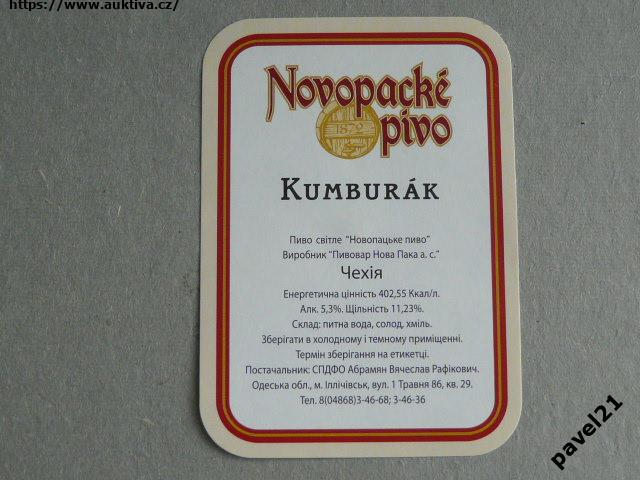 https://www.auktiva.cz/
Novopacké
1872
pivo
KUMBURÁK
Пиво світле "Новопацьке пиво"
Виробник "Пивовар Нова Пака а. с."
Чехія
Енергетична цінність 402,55 Ккал/л.
Алк. 5,3%. Щільність 11,23%.
Склад: питна вода, солод, хміль.
Зберігати в холодному і темному приміщенні.
Термін зберігання на етикетці.
Постачальник: СПДФО Абрамян Вячеслав Рафікович.
Одеська обл., м. Іллічівськ, вул. 1 Травня 86, кв. 29.
Тел. 8(04868)3-46-68; 3-46-36
pavel21